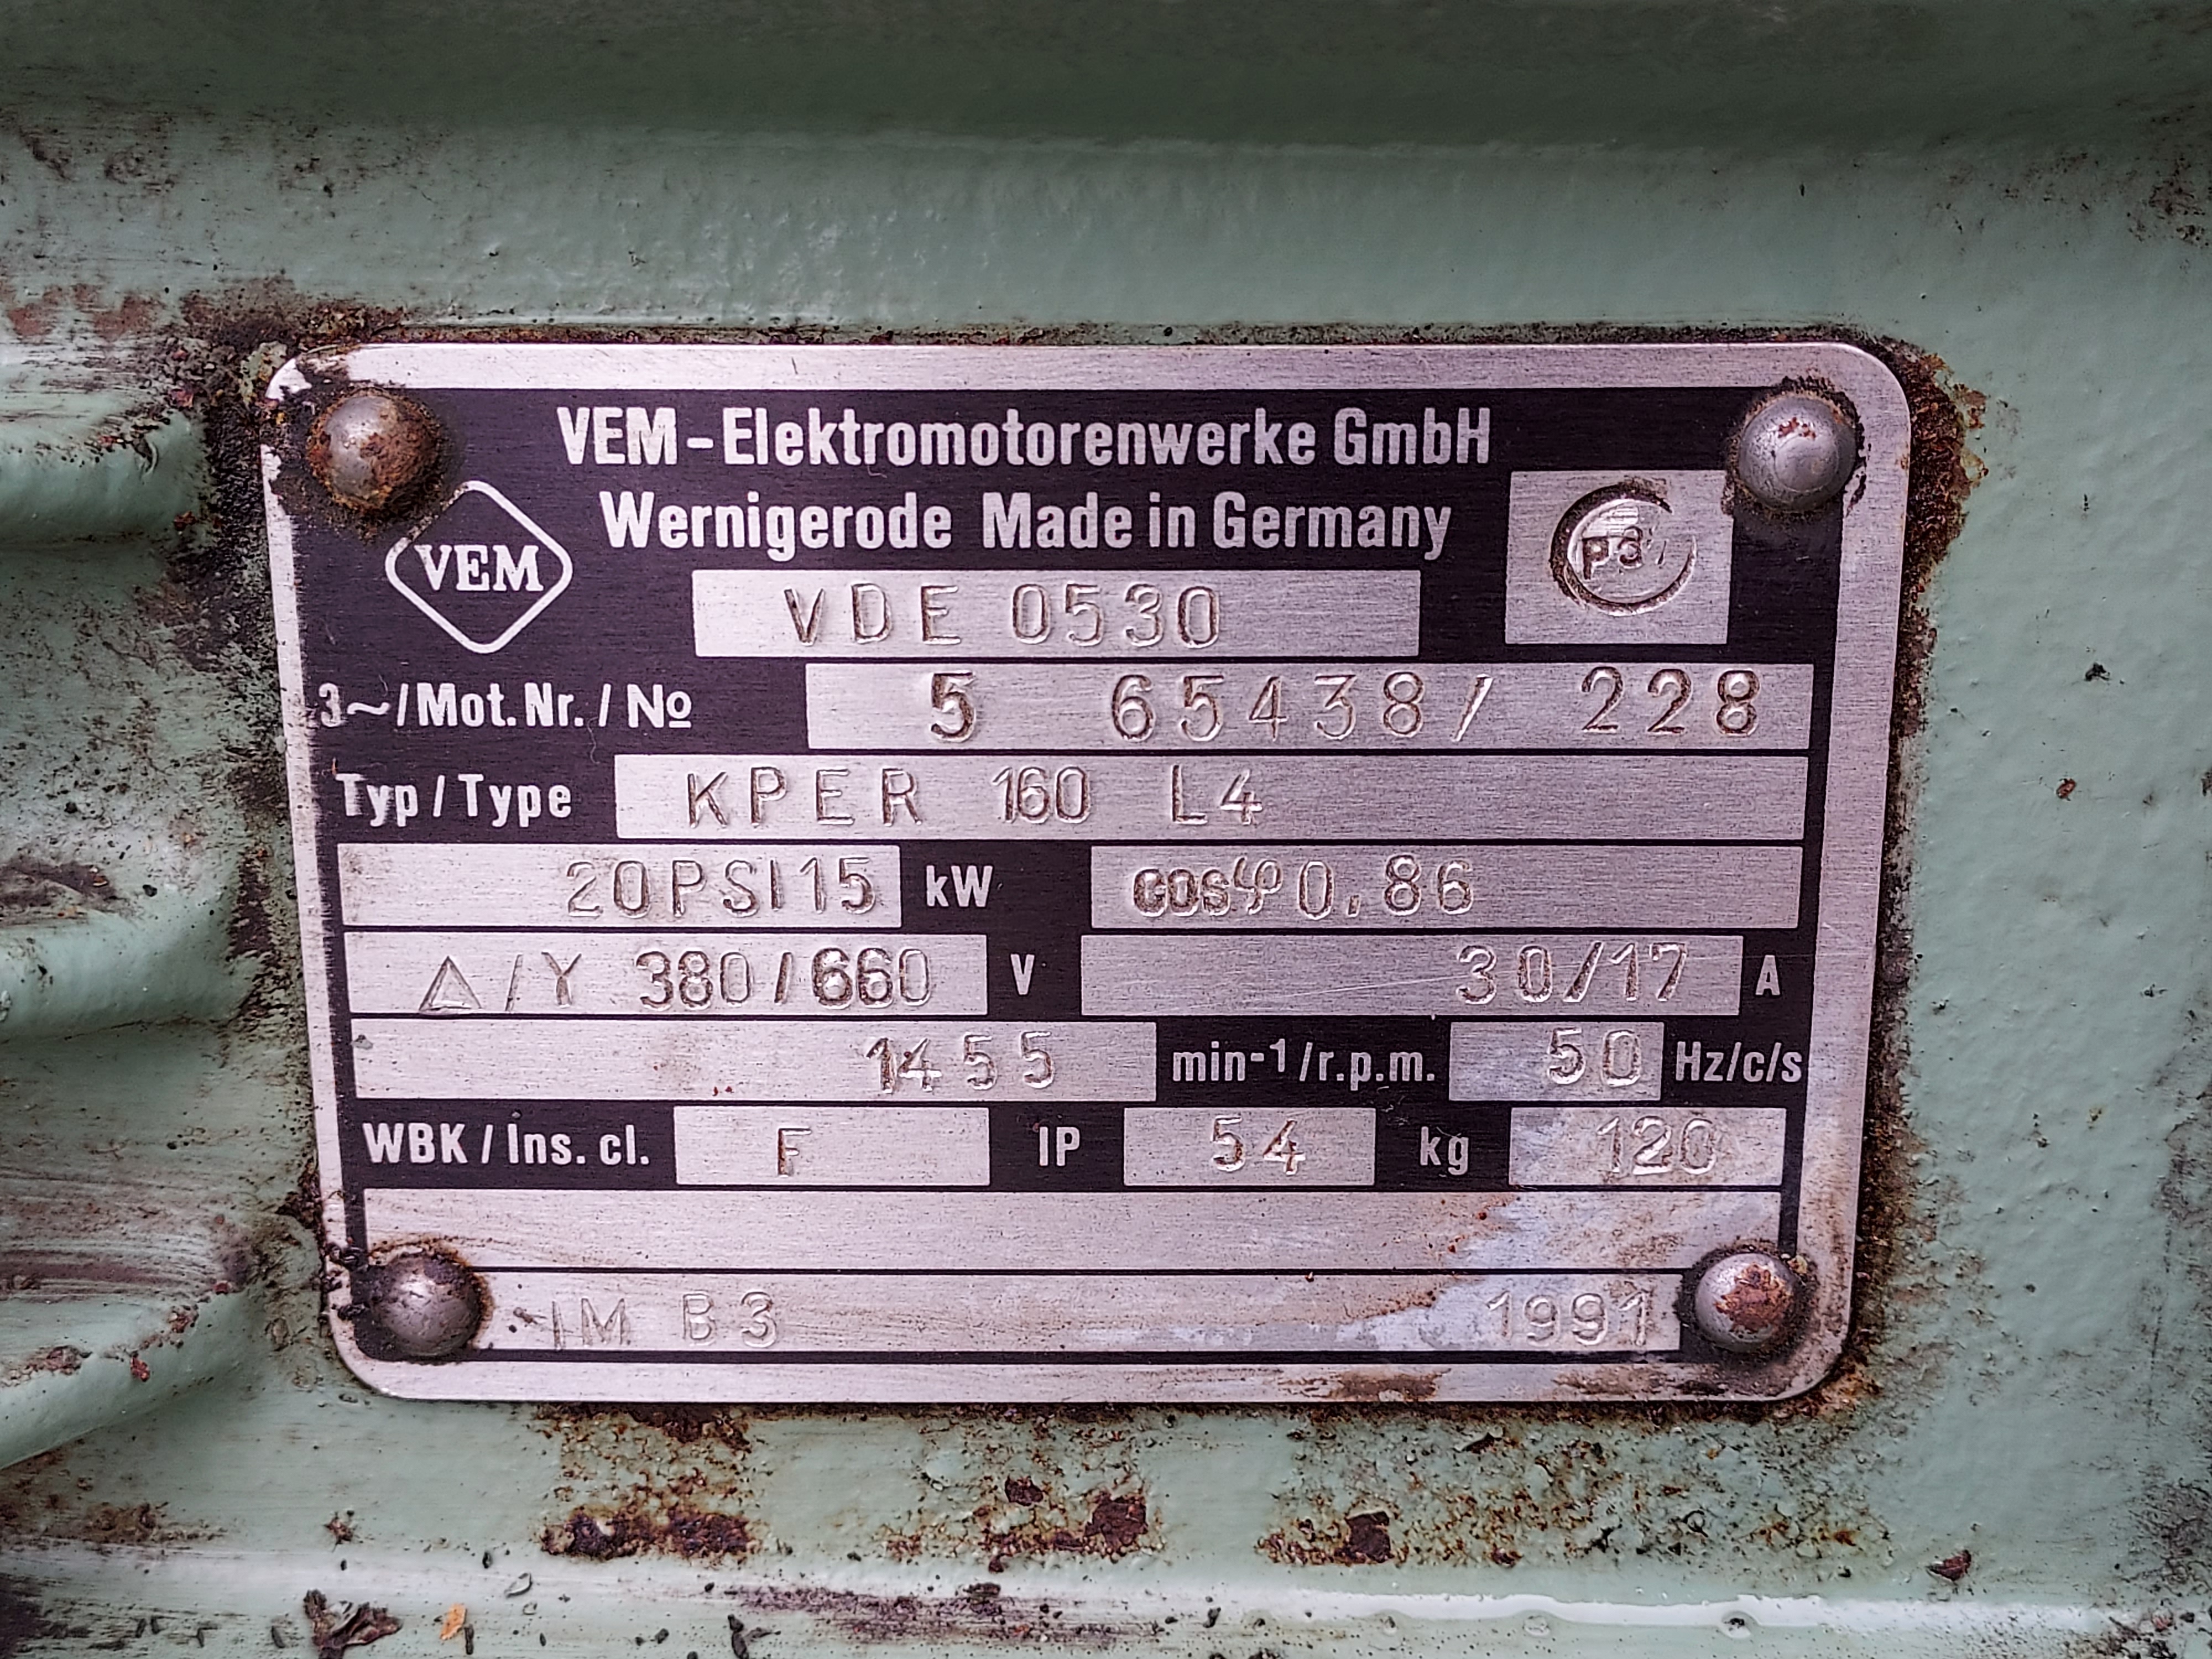 VEM-Elektromotorenwerke GmbH
Wernigerode Made in Germany
VEM
VDE 0530
3~/Mot.Nr./No 5 65438/ 228
Typ/Type KPER 160 L4
20PS/15 kW cosφ 0,86
△/Y 380/660 V 30/17 A
1455 min-1/r.p.m. 50 Hz/c/s
WBK/Ins. cl. F IP 54 kg 120
IM B3 1991